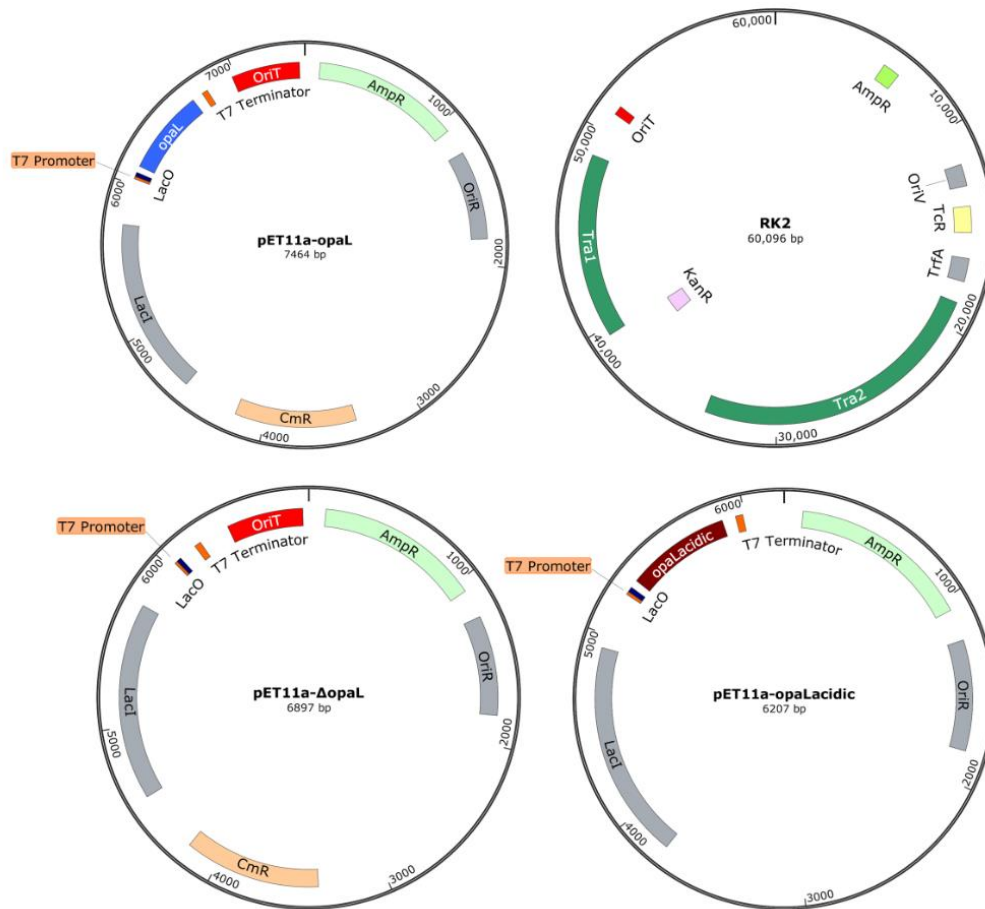 7000
OriT
T7 Terminator
AmpR
1000
opaL
T7 Promoter
6000
LacO
OriR
pET11a-opaL
7464 bp
2000
LacI
5000
3000
CmR
4000
60,000
AmpR
10,000
OriT
50,000
OriV
TcR
RK2
60,096 bp
Tra1
TrfA
KanR
20,000
40,000
Tra2
30,000
OriT
T7 Promoter
T7 Terminator
AmpR
1000
6000
LacO
OriR
pET11a-ΔopaL
6897 bp
LacI
2000
5000
CmR
4000
3000
6000
T7 Terminator
opaLacidic
AmpR
T7 Promoter
1000
LacO
5000
OriR
pET11a-opaLacidic
6207 bp
LacI
2000
4000
3000